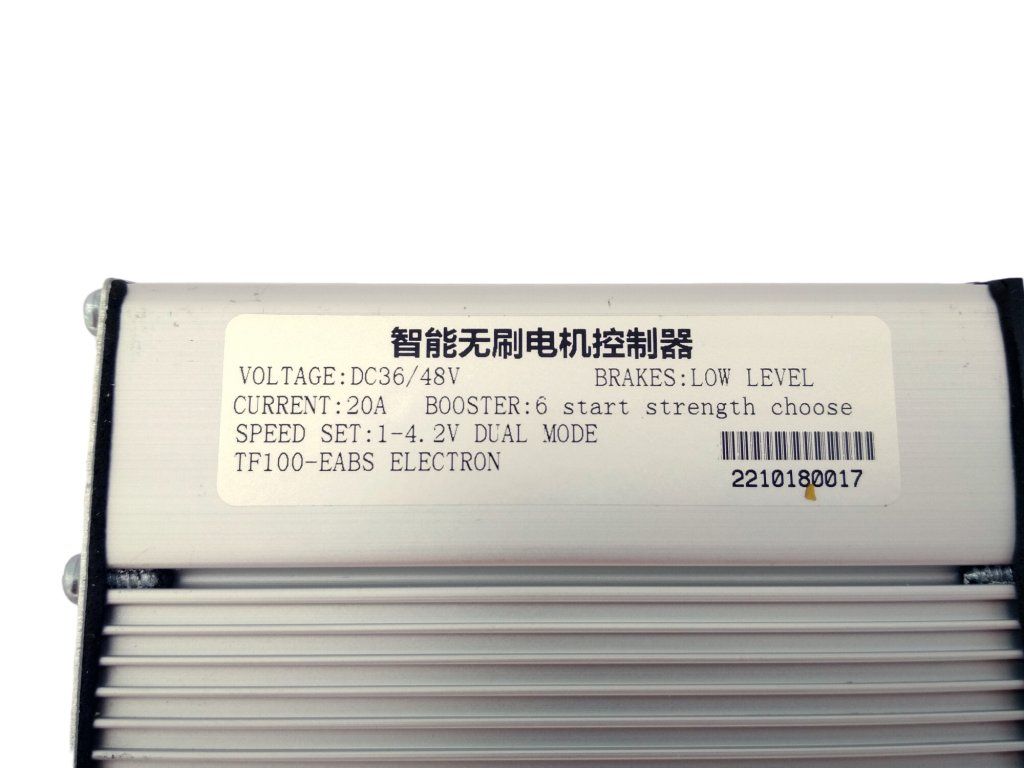 智能无刷电机控制器
VOLTAGE:DC36/48V BRAKES:LOW LEVEL
CURRENT:20A BOOSTER:6 start strength choose
SPEED SET:1-4.2V DUAL MODE
TF100-EABS ELECTRON
2210180017